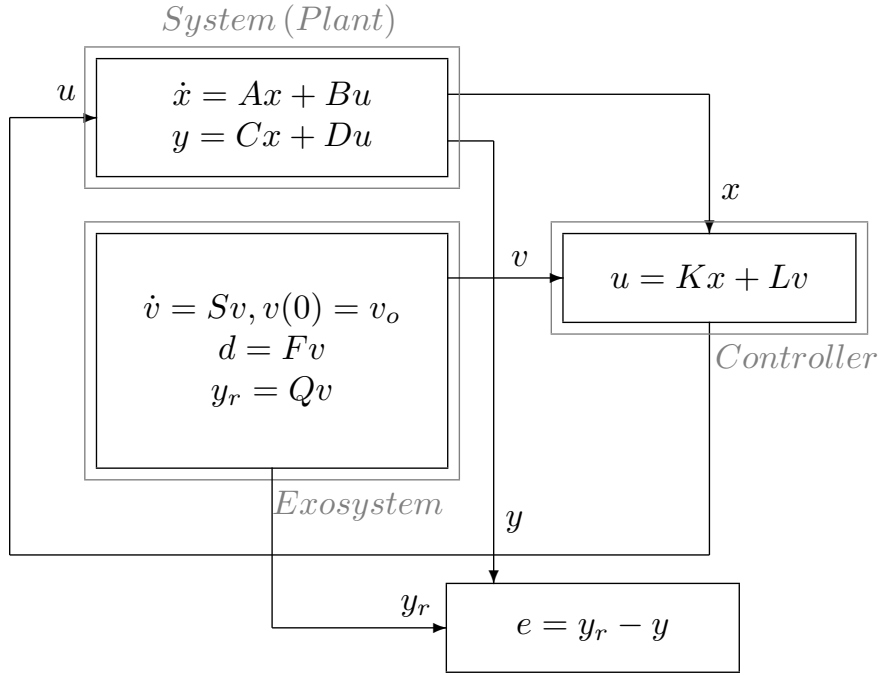 System (Plant)
u
ẋ = Ax + Bu
y = Cx + Du
x
v
u = Kx + Lv
v̇ = Sv, v(0) = v_o
d = Fv
y_r = Qv
Controller
Exosystem
y
y_r
e = y_r − y